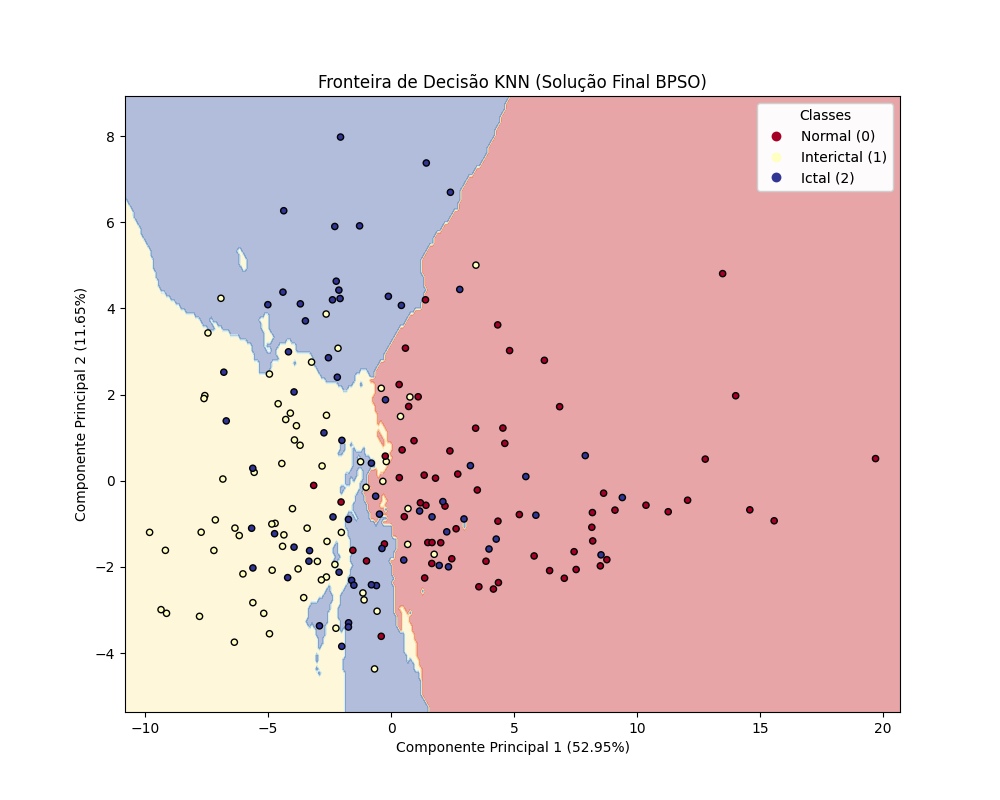 Fronteira de Decisão KNN (Solução Final BPSO)
Classes
Normal (0)
Interictal (1)
Ictal (2)
8
6
4
2
0
−2
−4
Componente Principal 2 (11.65%)
−10 −5 0 5 10 15 20
Componente Principal 1 (52.95%)